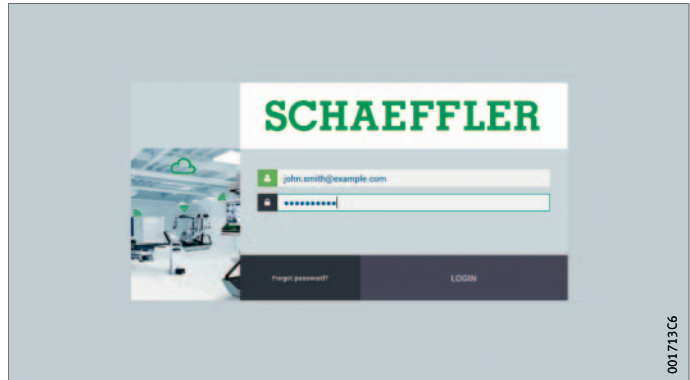 SCHAEFFLER
john.smith@example.com
••••••••••
Forgot password?
LOGIN
001713C6